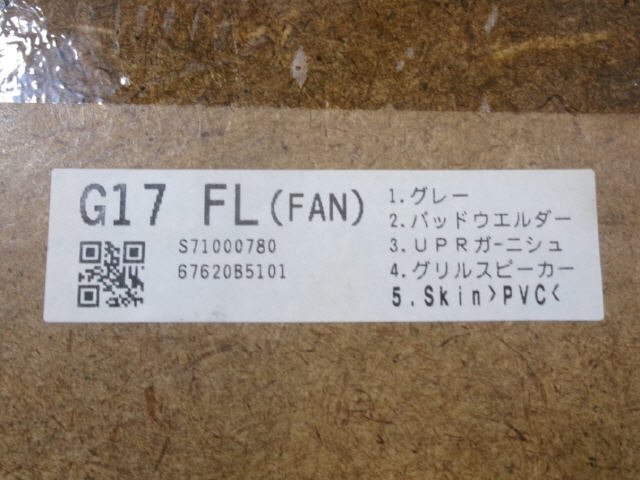 G17 FL(FAN)
S71000780
67620B5101
1.グレー
2.パッドウエルダー
3.UPRガーニシュ
4.グリルスピーカー
5.Skin>PVC<